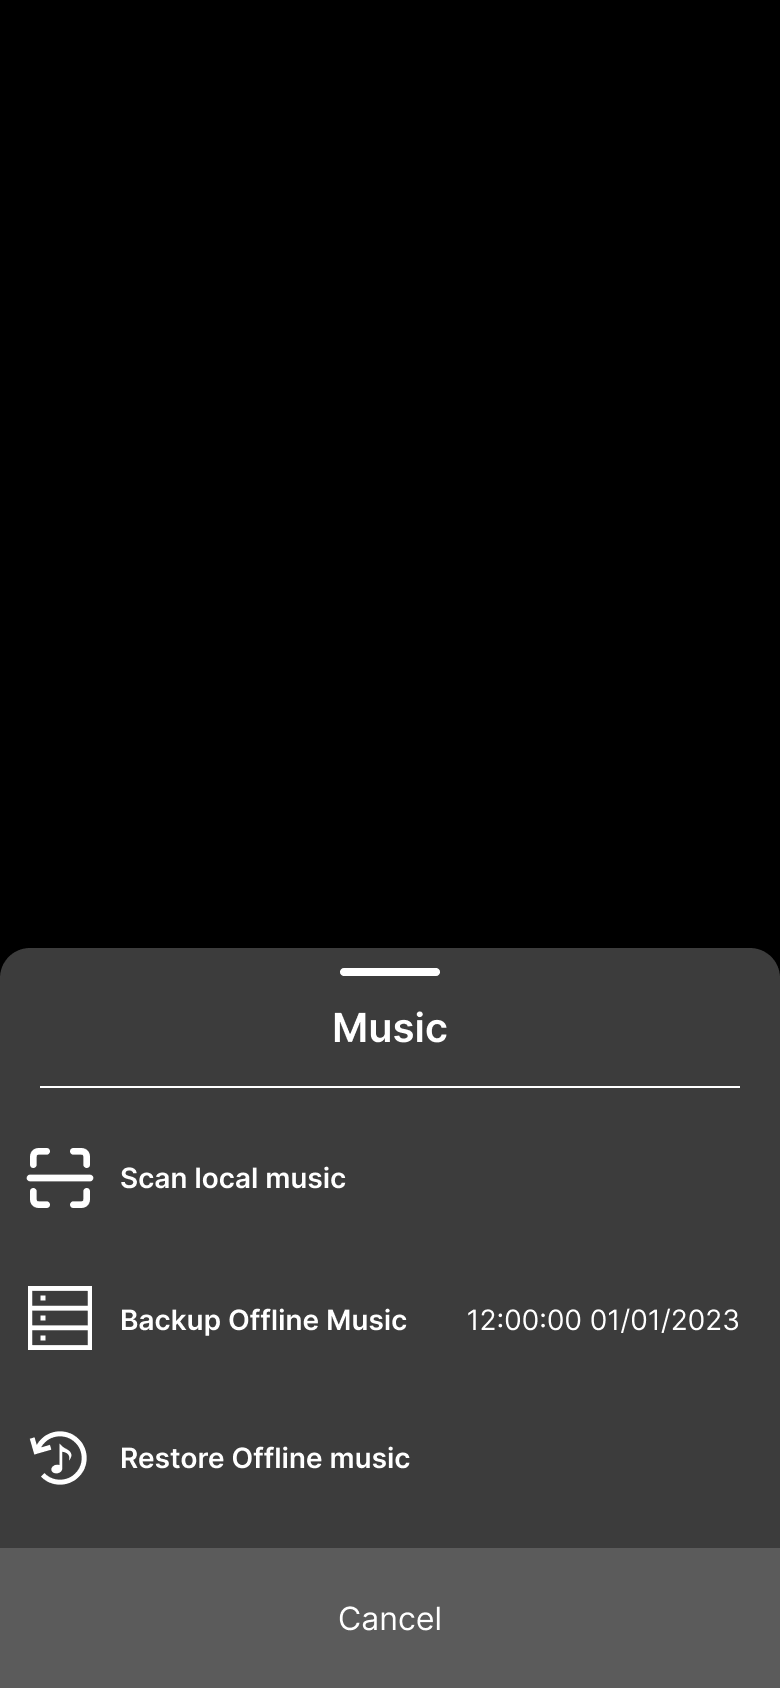 Music
Scan local music
Backup Offline Music 12:00:00 01/01/2023
Restore Offline music
Cancel